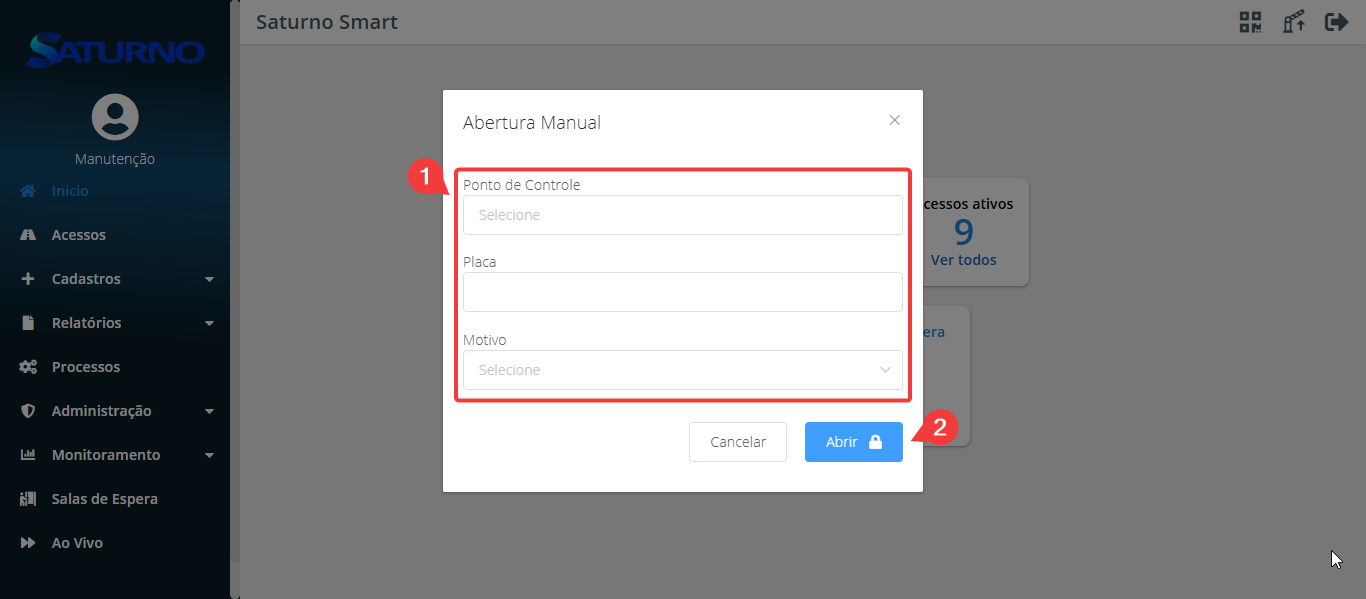 SATURNO
Manutenção
Início
Acessos
Cadastros
Relatórios
Processos
Administração
Monitoramento
Salas de Espera
Ao Vivo
Saturno Smart
Abertura Manual
1
Ponto de Controle
Selecione
Placa
Motivo
Selecione
Cancelar
Abrir
2
cessos ativos
9
Ver todos
era